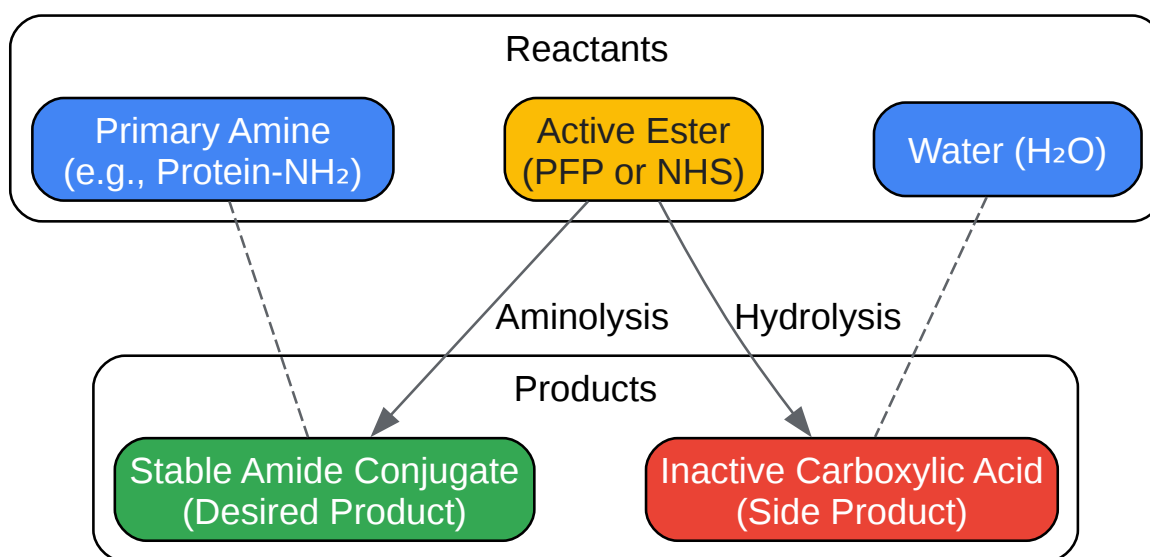 Reactants
Primary Amine
(e.g., Protein-NH₂)
Active Ester
(PFP or NHS)
Water (H₂O)
Aminolysis
Hydrolysis
Products
Stable Amide Conjugate
(Desired Product)
Inactive Carboxylic Acid
(Side Product)